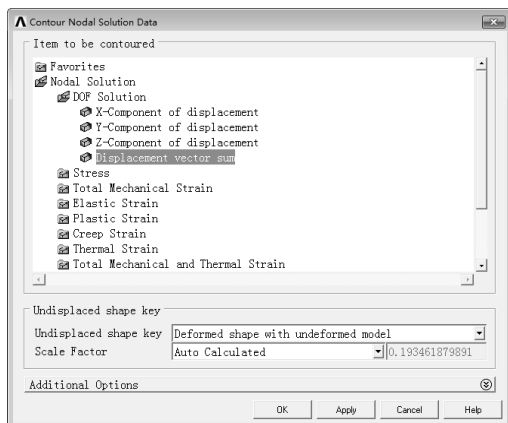 Contour Nodal Solution Data
Item to be contoured
Favorites
Nodal Solution
DOF Solution
X-Component of displacement
Y-Component of displacement
Z-Component of displacement
Displacement vector sum
Stress
Total Mechanical Strain
Elastic Strain
Plastic Strain
Creep Strain
Thermal Strain
Total Mechanical and Thermal Strain
Undisplaced shape key
Undisplaced shape key Deformed shape with undeformed model
Scale Factor Auto Calculated 0.193461879891
Additional Options
OK Apply Cancel Help